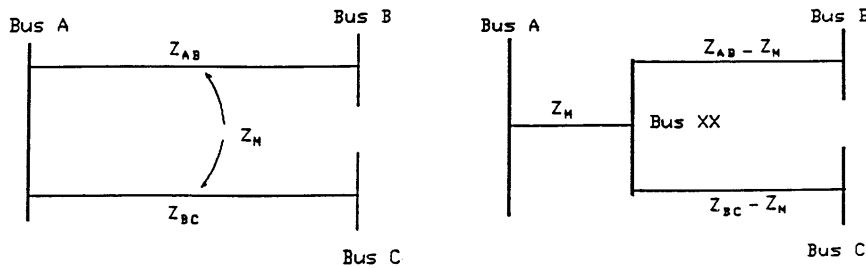 Bus A
Bus B
Z_AB
Z_M
Z_BC
Bus C
Bus A
Bus B
Z_AB - Z_M
Z_M
Bus XX
Z_BC - Z_M
Bus C